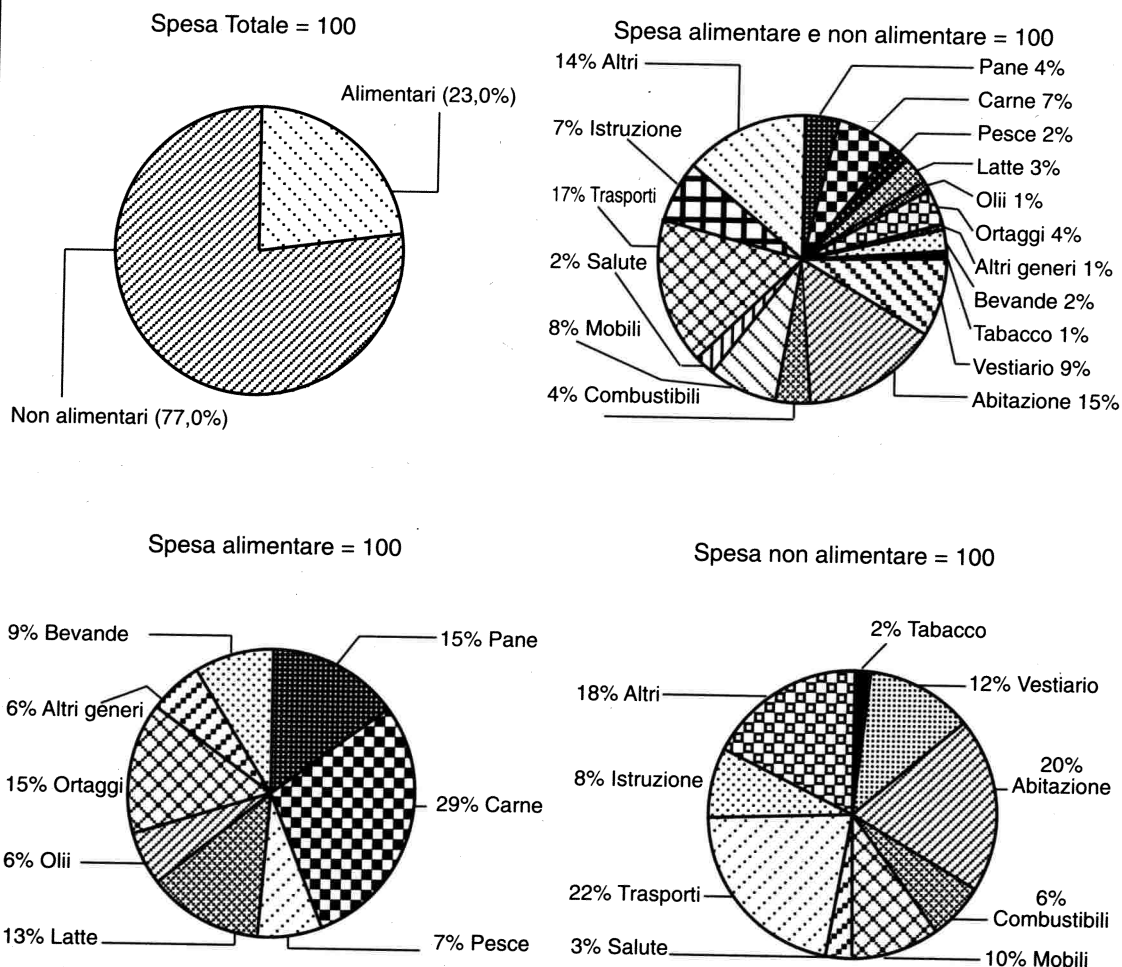 Spesa Totale = 100
Alimentari (23,0%)
Non alimentari (77,0%)
Spesa alimentare e non alimentare = 100
14% Altri
7% Istruzione
17% Trasporti
2% Salute
8% Mobili
4% Combustibili
Pane 4%
Carne 7%
Pesce 2%
Latte 3%
Olii 1%
Ortaggi 4%
Altri generi 1%
Bevande 2%
Tabacco 1%
Vestiario 9%
Abitazione 15%
Spesa alimentare = 100
9% Bevande
6% Altri generi
15% Ortaggi
6% Olii
13% Latte
15% Pane
29% Carne
7% Pesce
Spesa non alimentare = 100
2% Tabacco
18% Altri
8% Istruzione
22% Trasporti
3% Salute
12% Vestiario
20%
Abitazione
6%
Combustibili
10% Mobili